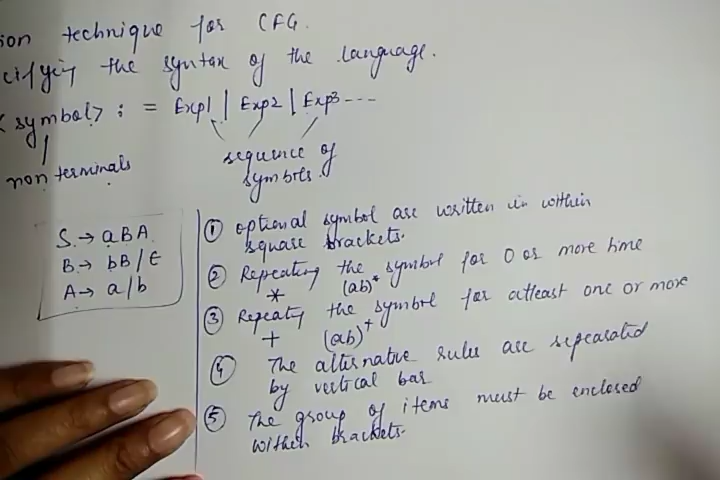 ion technique for CFG.
cifying the syntax of the language.
<symbol> : = Exp1 | Exp2 | Exp3 ---
non terminals
sequence of
symbols.
S → aBA
B → bB/ε
A → a/b
① optional symbol are written in within
square brackets.
② Repeating the symbol for 0 or more time
* (ab)*
③ Repeating the symbol for atleast one or more
+ (ab)+
④ The alternative rules are separated
by vertical bar
⑤ The group of items must be enclosed
within brackets.